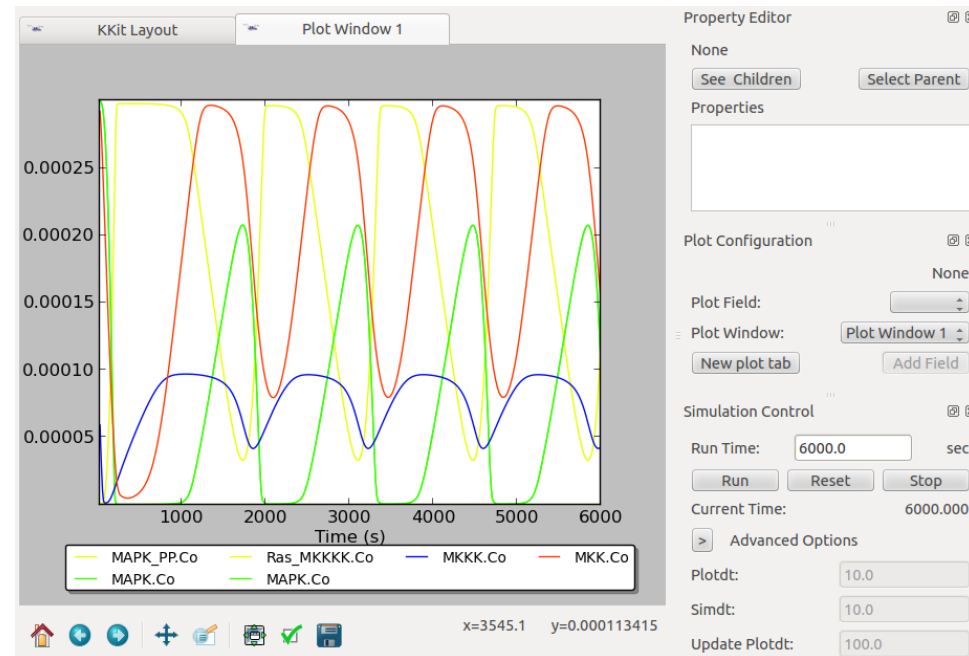 KKit Layout
Plot Window 1
0.00025
0.00020
0.00015
0.00010
0.00005
1000 2000 3000 4000 5000 6000
Time (s)
MAPK_PP.Co Ras_MKKKK.Co MKKK.Co MKK.Co
MAPK.Co MAPK.Co
x=3545.1 y=0.000113415
Property Editor
None
See Children Select Parent
Properties
Plot Configuration
None
Plot Field:
Plot Window: Plot Window 1
New plot tab Add Field
Simulation Control
Run Time: 6000.0 sec
Run Reset Stop
Current Time: 6000.000
> Advanced Options
Plotdt: 10.0
Simdt: 10.0
Update Plotdt: 100.0